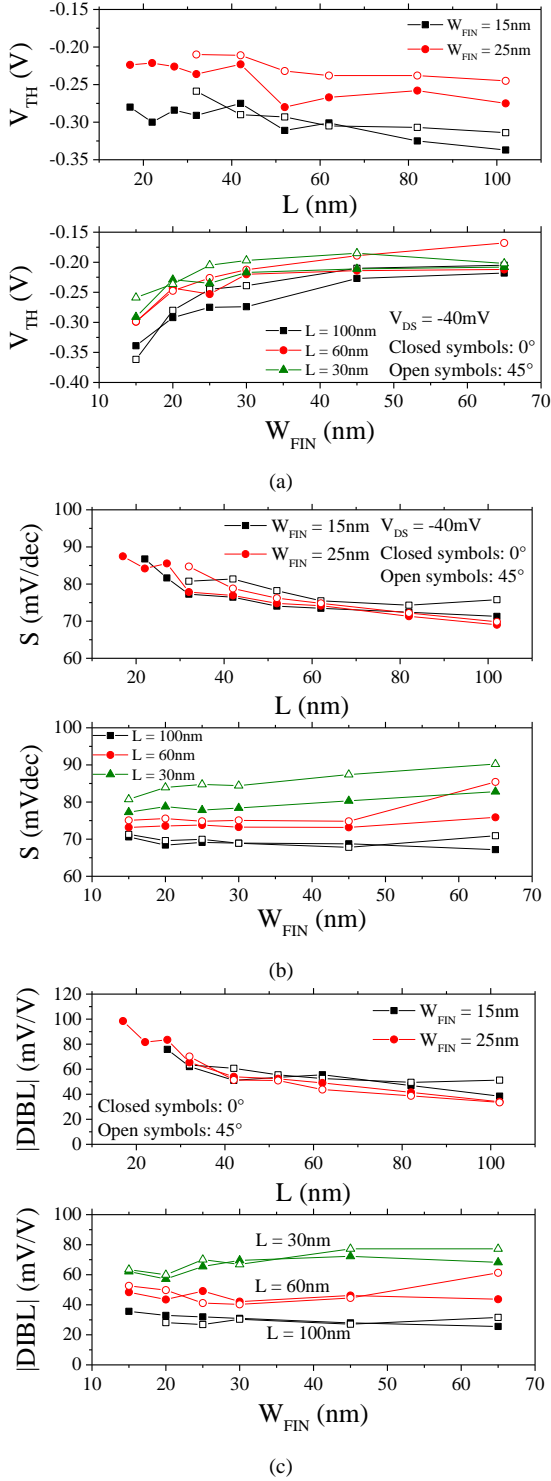 -0.15
-0.20
-0.25
-0.30
-0.35
V_TH (V)
W_FIN = 15nm
W_FIN = 25nm
20 40 60 80 100
L (nm)
-0.15
-0.20
-0.25
-0.30
-0.35
-0.40
V_TH (V)
L = 100nm
L = 60nm
L = 30nm
V_DS = -40mV
Closed symbols: 0°
Open symbols: 45°
10 20 30 40 50 60 70
W_FIN (nm)
(a)
100
90
80
70
60
S (mV/dec)
W_FIN = 15nm
W_FIN = 25nm
V_DS = -40mV
Closed symbols: 0°
Open symbols: 45°
20 40 60 80 100
L (nm)
100
90
80
70
60
S (mVdec)
L = 100nm
L = 60nm
L = 30nm
10 20 30 40 50 60 70
W_FIN (nm)
(b)
120
100
80
60
40
20
0
|DIBL| (mV/V)
W_FIN = 15nm
W_FIN = 25nm
Closed symbols: 0°
Open symbols: 45°
20 40 60 80 100
L (nm)
100
80
60
40
20
0
|DIBL| (mV/V)
L = 30nm
L = 60nm
L = 100nm
10 20 30 40 50 60 70
W_FIN (nm)
(c)